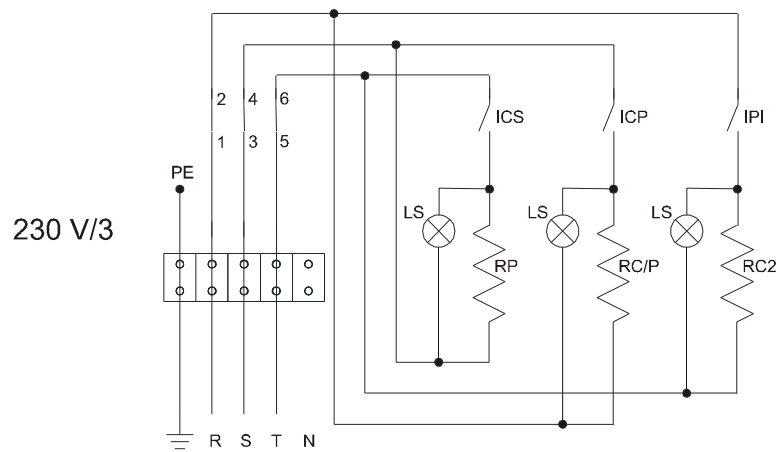 2 4 6
1 3 5
ICS ICP IPI
PE
LS LS LS
230 V/3
RP RC/P RC2
R S T N